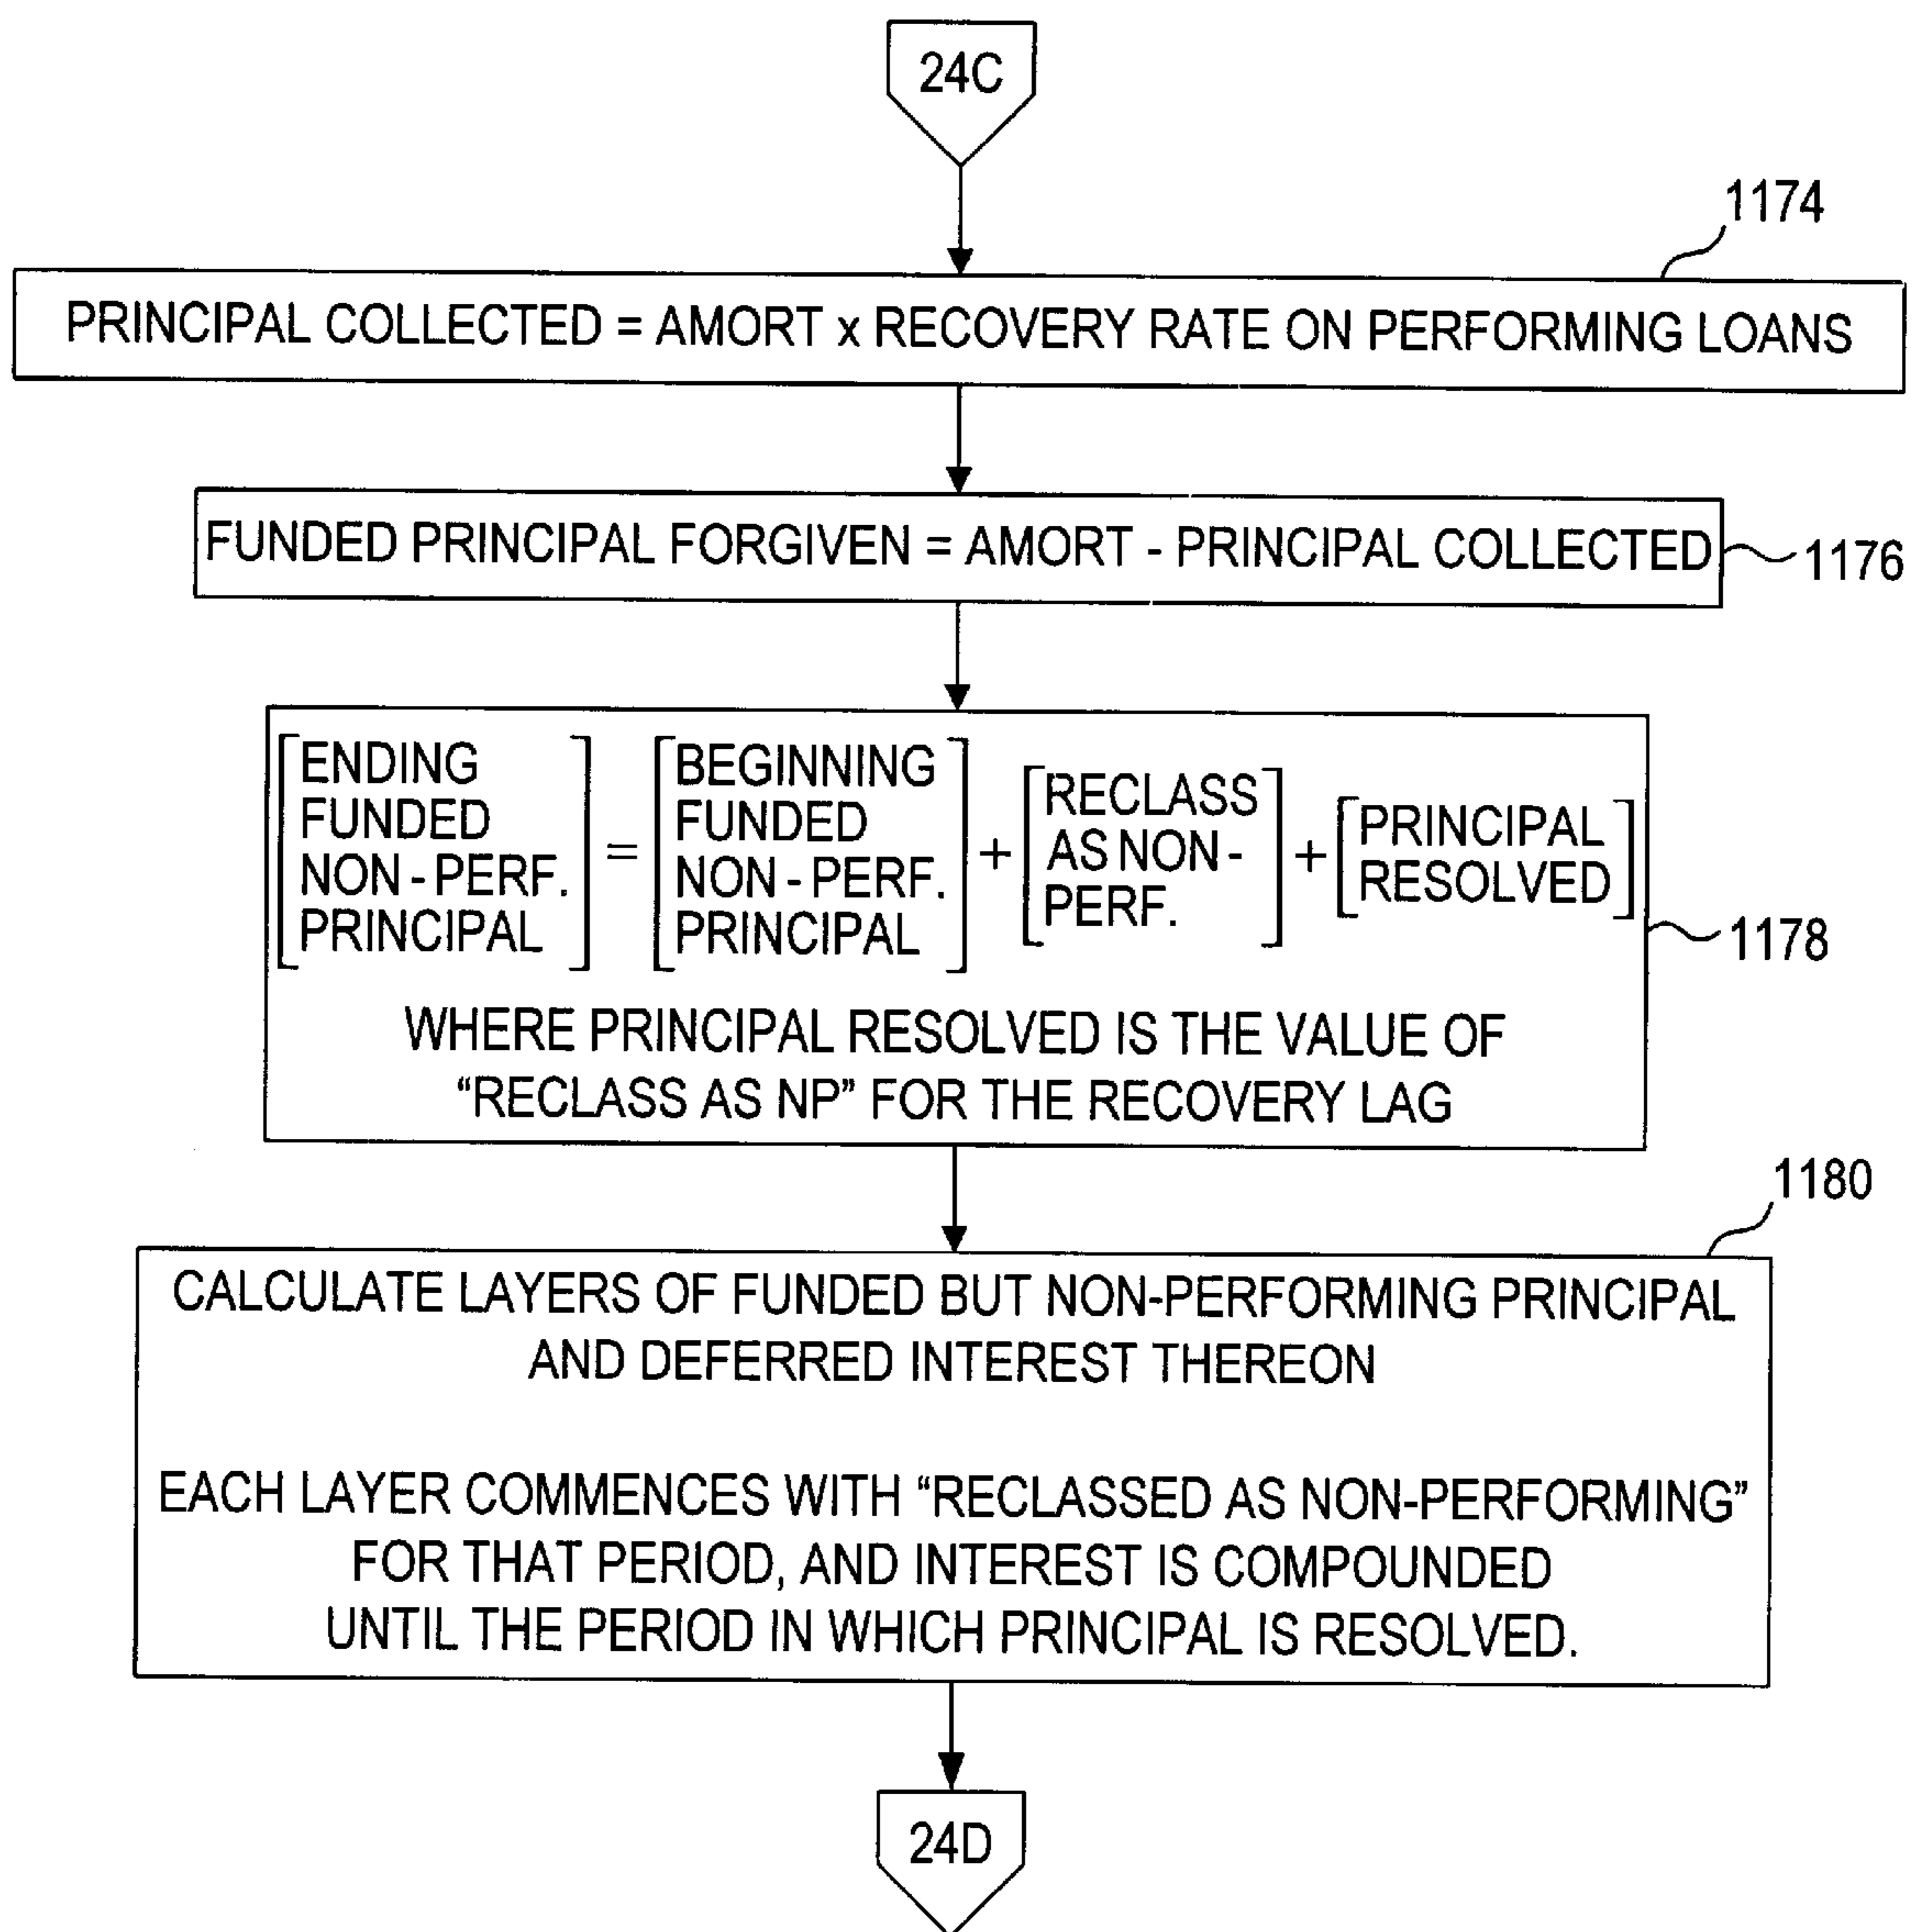 24C
1174
PRINCIPAL COLLECTED = AMORT x RECOVERY RATE ON PERFORMING LOANS
FUNDED PRINCIPAL FORGIVEN = AMORT - PRINCIPAL COLLECTED
1176
[ENDING
FUNDED
NON-PERF.
PRINCIPAL]
=
[BEGINNING
FUNDED
NON-PERF.
PRINCIPAL]
+
[RECLASS
AS NON-
PERF.]
+
[PRINCIPAL
RESOLVED]
1178
WHERE PRINCIPAL RESOLVED IS THE VALUE OF
“RECLASS AS NP” FOR THE RECOVERY LAG
1180
CALCULATE LAYERS OF FUNDED BUT NON-PERFORMING PRINCIPAL
AND DEFERRED INTEREST THEREON
EACH LAYER COMMENCES WITH “RECLASSED AS NON-PERFORMING”
FOR THAT PERIOD, AND INTEREST IS COMPOUNDED
UNTIL THE PERIOD IN WHICH PRINCIPAL IS RESOLVED.
24D